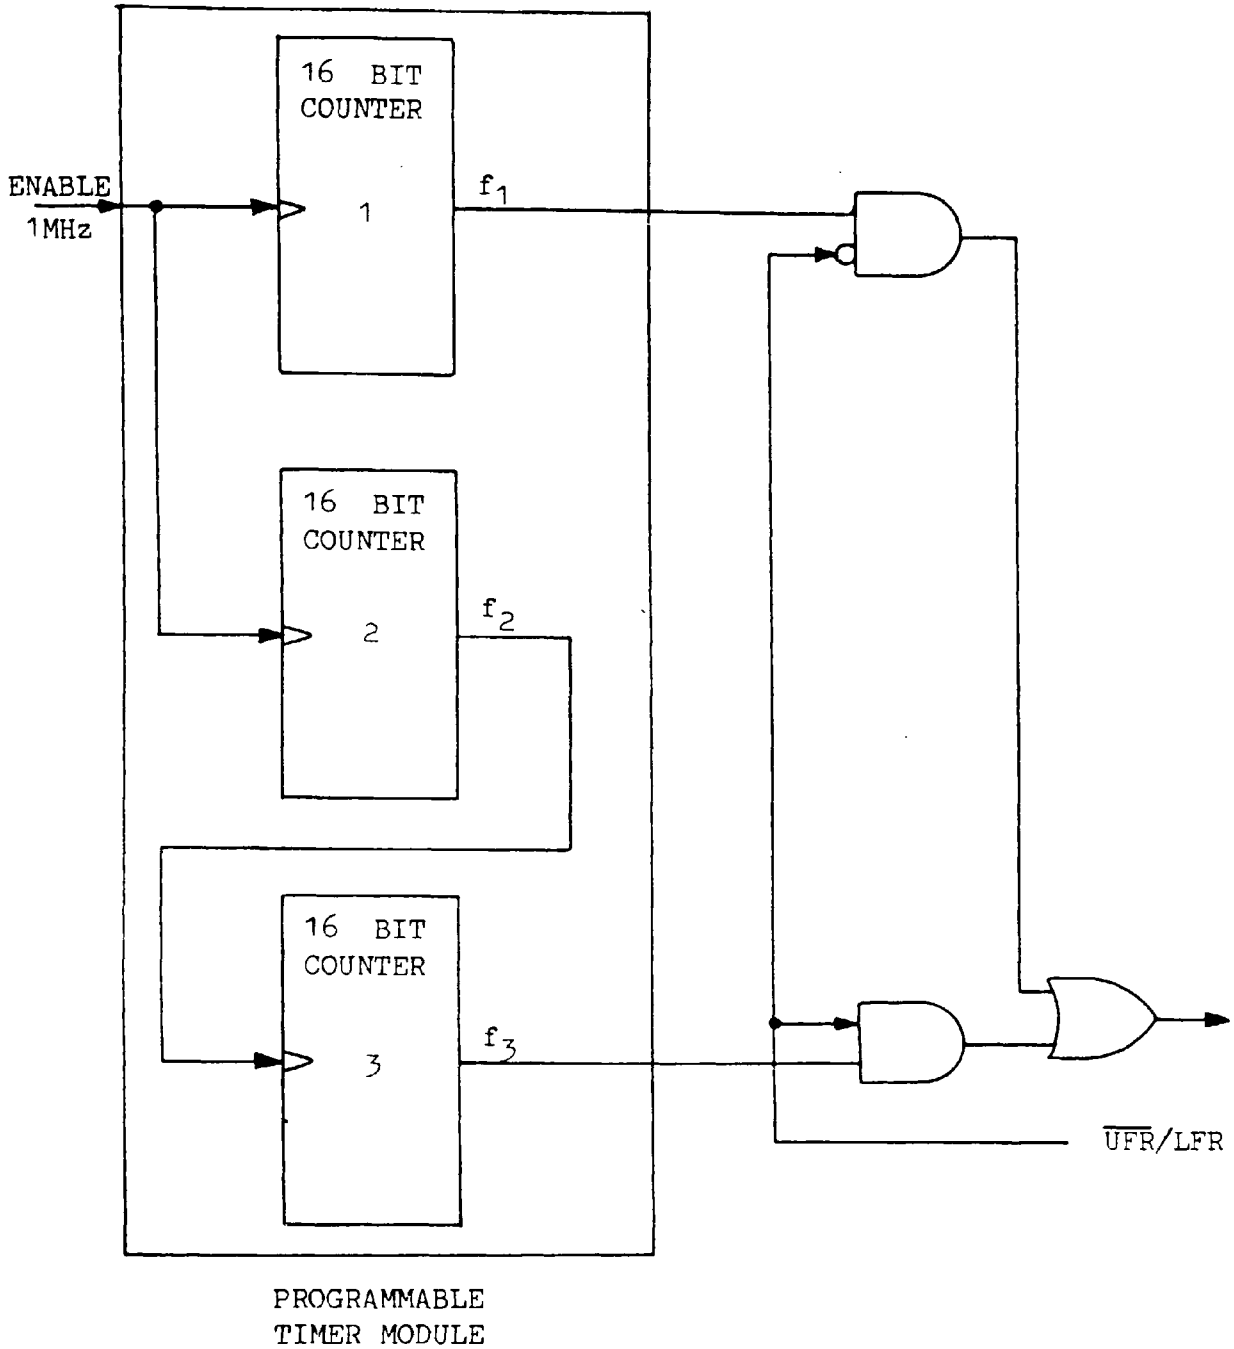 16 BIT
COUNTER
1
f1
ENABLE
1MHz
16 BIT
COUNTER
2
f2
16 BIT
COUNTER
3
f3
U̅F̅R̅/LFR
PROGRAMMABLE
TIMER MODULE